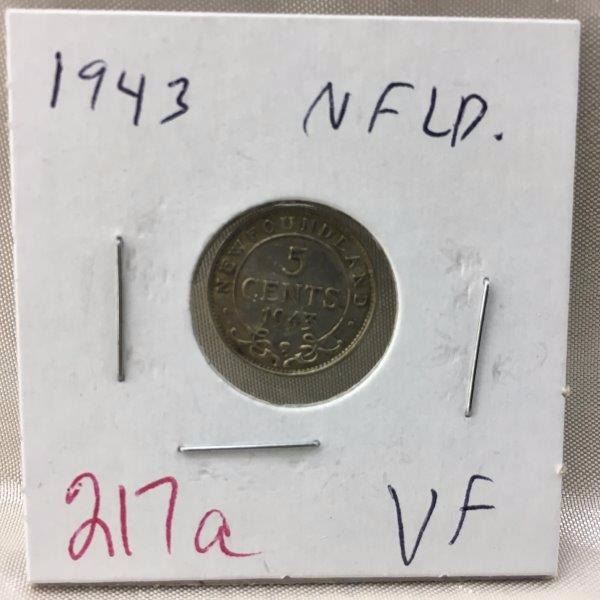 1943 NFLD.
NEWFOUNDLAND
5
CENTS
1943
C
217a VF